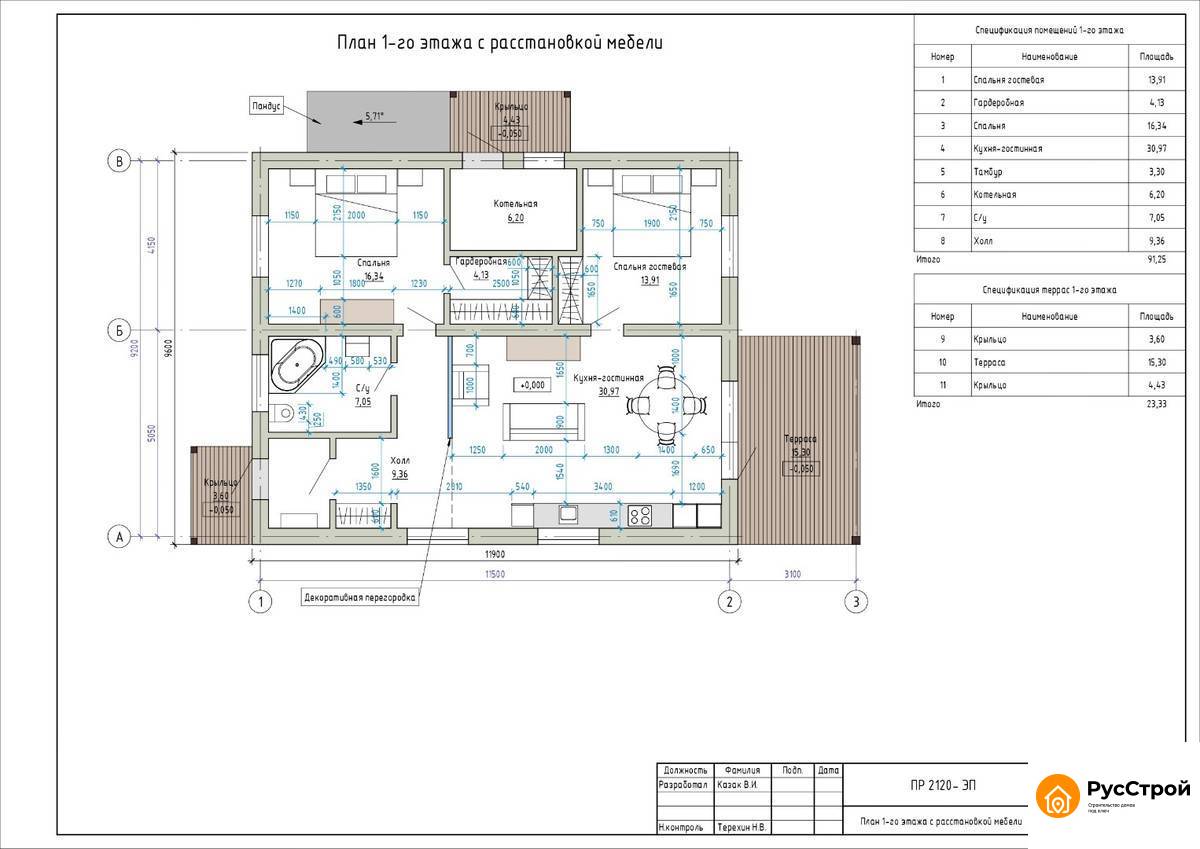 План 1-го этажа с расстановкой мебели
Спецификация помещений 1-го этажа
Номер Наименование Площадь
1 Спальня гостевая 13,91
2 Гардеробная 4,13
3 Спальня 16,34
4 Кухня-гостинная 30,97
5 Тамбур 3,30
6 Котельная 6,20
7 С/у 7,05
8 Холл 9,36
Итого 91,25
Спецификация террас 1-го этажа
Номер Наименование Площадь
9 Крыльцо 3,60
10 Терраса 15,30
11 Крыльцо 4,43
Итого 23,33
Пандус
5,71°
Крыльцо
4,43
-0,050
В
Б
А
4150
5050
9200
9600
1150
2150
2000
1150
Спальня
16,34
1270
1050
1800
1230
1400
600
Котельная
6,20
Гардеробная
4,13
600
1050
2500
600
1650
750
1900
2150
750
Спальня гостевая
13,91
1650
490 580 530
1400
С/у
7,05
430
1250
700
1000
1650
+0,000
Кухня-гостинная
30,97
900
1000
1400
1250 2000 1300 1400 650
1540
1690
Холл
9,36
1600
1350
2810
540
3400
1200
610
610
Крыльцо
3,60
-0,050
Терраса
15,30
-0,050
11900
11500
3100
Декоративная перегородка
1
2
3
Должность Фамилия Подп. Дата
Разработал Казак В.И.
Н.контроль Терехин Н.В.
ПР 2120- ЭП
План 1-го этажа с расстановкой мебели
РусСтрой
Строительство домов
под ключ